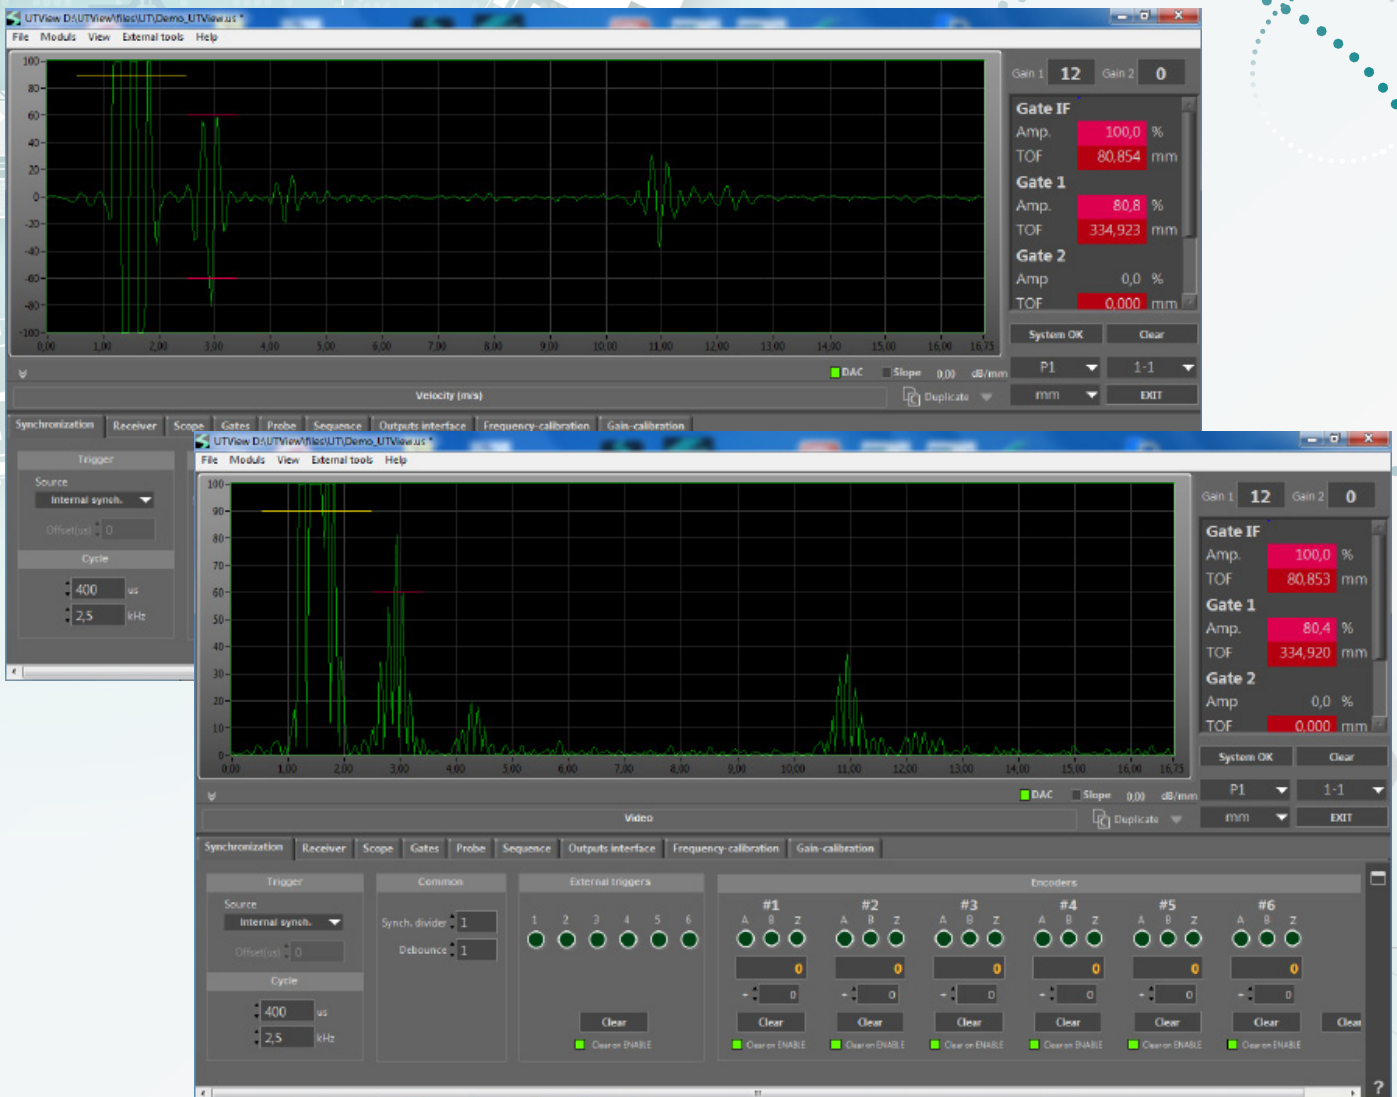 UTView D:\UTView\files\UT\Demo_UTView.us *
File Moduls View External tools Help
100
80
60
40
20
0
-20
-40
-60
-80
-100
0,00 1,00 2,00 3,00 4,00 5,00 6,00 7,00 8,00 9,00 10,00 11,00 12,00 13,00 14,00 15,00 16,00 16,75
Gain 1 12 Gain 2 0
Gate IF
Amp. 100,0 %
TOF 80,854 mm
Gate 1
Amp. 80,8 %
TOF 334,923 mm
Gate 2
Amp 0,0 %
TOF 0,000 mm
System OK Clear
DAC Slope 0,00 dB/mm
P1 1-1
Velocity (m/s)
Duplicate
mm EXIT
Synchronization Receiver Scope Gates Probe Sequence Outputs interface Frequency-calibration Gain-calibration
Trigger
Source
Internal synch.
Offset(us) 0
Cycle
400 us
2,5 kHz
UTView D:\UTView\files\UT\Demo_UTView.us *
File Moduls View External tools Help
100
90
80
70
60
50
40
30
20
10
0
0,00 1,00 2,00 3,00 4,00 5,00 6,00 7,00 8,00 9,00 10,00 11,00 12,00 13,00 14,00 15,00 16,00 16,75
Gain 1 12 Gain 2 0
Gate IF
Amp. 100,0 %
TOF 80,853 mm
Gate 1
Amp. 80,4 %
TOF 334,920 mm
Gate 2
Amp 0,0 %
TOF 0,000 mm
System OK Clear
DAC Slope 0,00 dB/mm
P1 1-1
Video
Duplicate
mm EXIT
Synchronization Receiver Scope Gates Probe Sequence Outputs interface Frequency-calibration Gain-calibration
Trigger Common External triggers Encoders
Source
Internal synch.
Offset(us) 0
Cycle
400 us
2,5 kHz
Synch. divider 1
Debounce 1
1 2 3 4 5 6
Clear
Clear on ENABLE
#1 #2 #3 #4 #5 #6
A B Z A B Z A B Z A B Z A B Z A B Z
0 0 0 0 0 0
- 0 - 0 - 0 - 0 - 0 - 0
Clear Clear Clear Clear Clear Clear Clear
Clear on ENABLE Clear on ENABLE Clear on ENABLE Clear on ENABLE Clear on ENABLE Clear on ENABLE
?